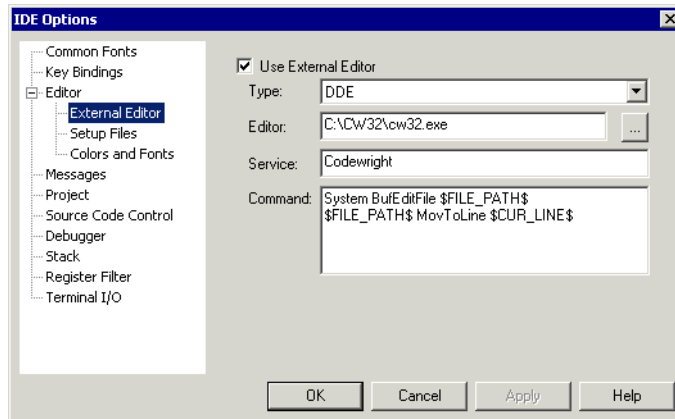 IDE Options
Common Fonts
Key Bindings
Editor
External Editor
Setup Files
Colors and Fonts
Messages
Project
Source Code Control
Debugger
Stack
Register Filter
Terminal I/O
Use External Editor
Type: DDE
Editor: C:\CW32\cw32.exe ...
Service: Codewright
Command: System BufEditFile $FILE_PATH$
$FILE_PATH$ MovToLine $CUR_LINE$
OK Cancel Apply Help